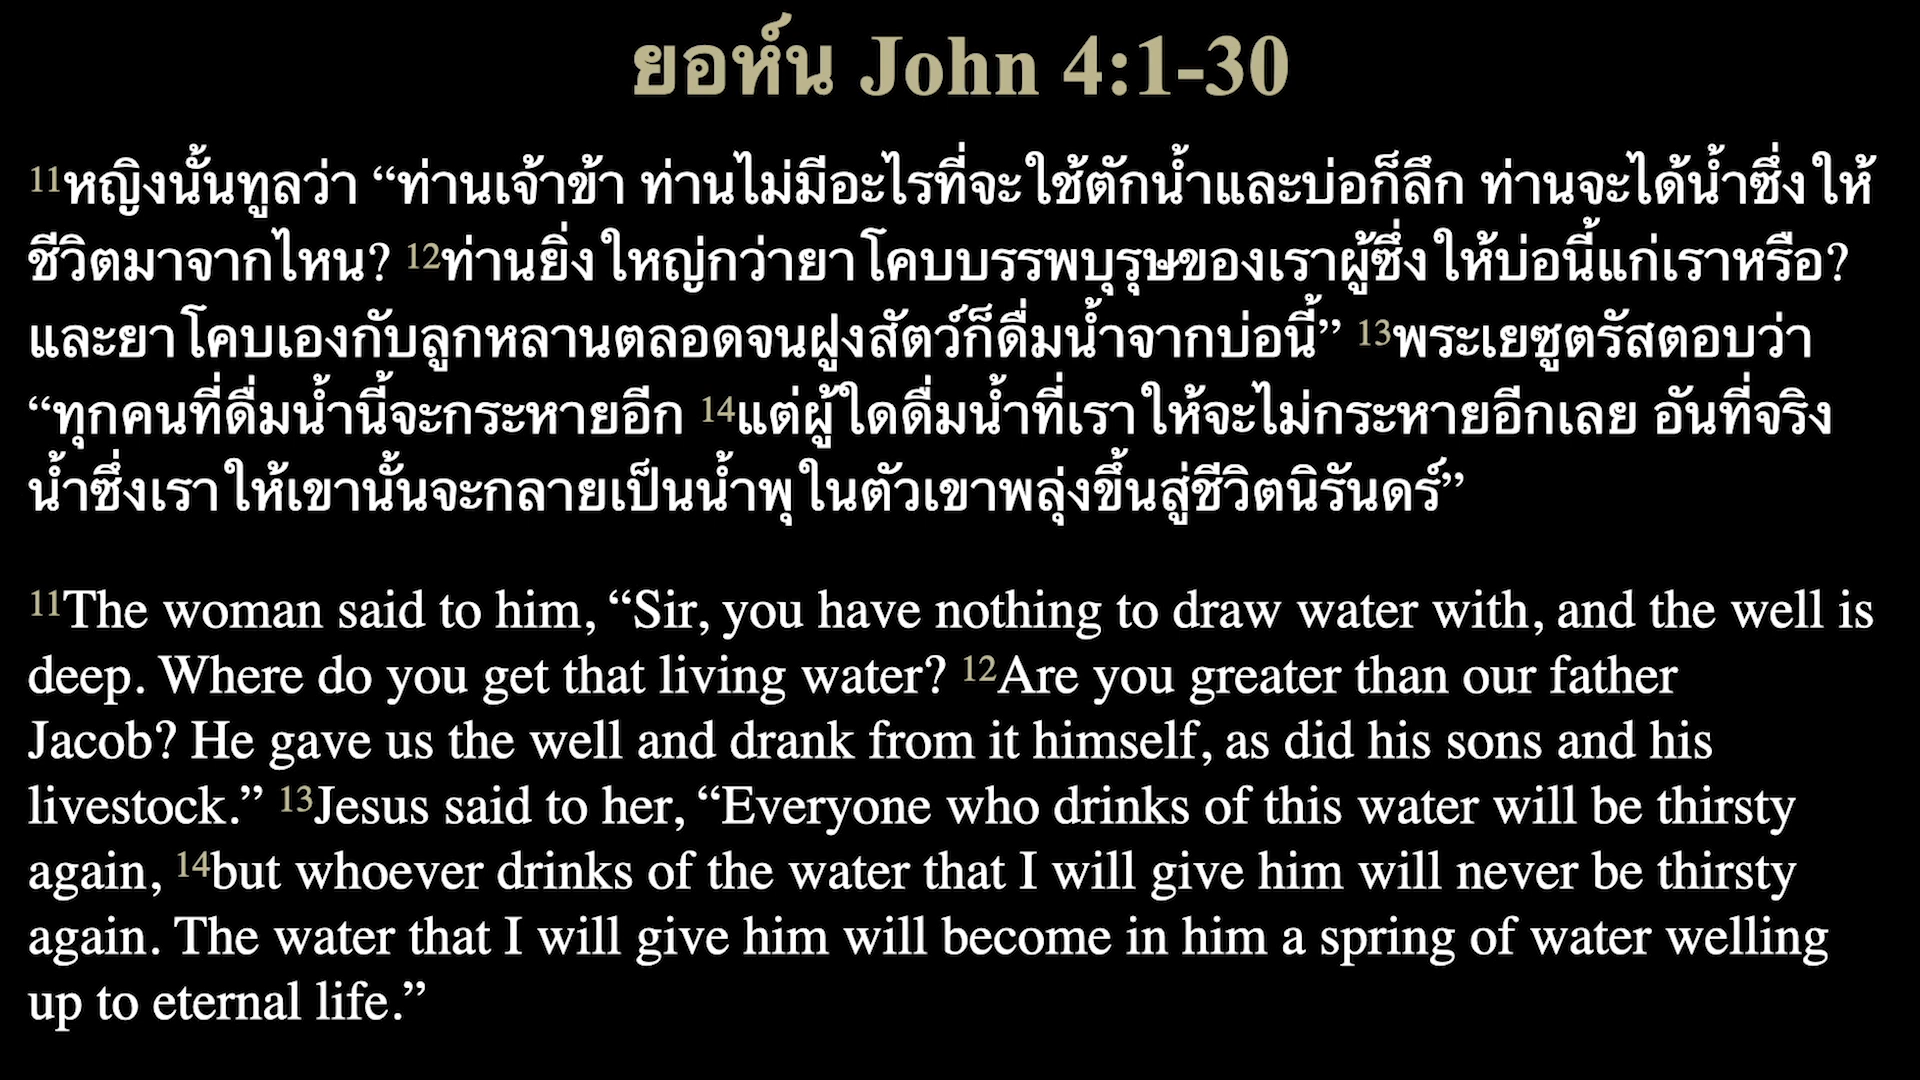 ยอห์น John 4:1-30
11หญิงนั้นทูลว่า “ท่านเจ้าข้า ท่านไม่มีอะไรที่จะใช้ตักน้ำและบ่อก็ลึก ท่านจะได้น้ำซึ่งให้
ชีวิตมาจากไหน? 12ท่านยิ่งใหญ่กว่ายาโคบบรรพบุรุษของเราผู้ซึ่งให้บ่อนี้แก่เราหรือ?
และยาโคบเองกับลูกหลานตลอดจนฝูงสัตว์ก็ดื่มน้ำจากบ่อนี้” 13พระเยซูตรัสตอบว่า
“ทุกคนที่ดื่มน้ำนี้จะกระหายอีก 14แต่ผู้ใดดื่มน้ำที่เราให้จะไม่กระหายอีกเลย อันที่จริง
น้ำซึ่งเราให้เขานั้นจะกลายเป็นน้ำพุในตัวเขาพลุ่งขึ้นสู่ชีวิตนิรันดร์”
11The woman said to him, “Sir, you have nothing to draw water with, and the well is
deep. Where do you get that living water? 12Are you greater than our father
Jacob? He gave us the well and drank from it himself, as did his sons and his
livestock.” 13Jesus said to her, “Everyone who drinks of this water will be thirsty
again, 14but whoever drinks of the water that I will give him will never be thirsty
again. The water that I will give him will become in him a spring of water welling
up to eternal life.”